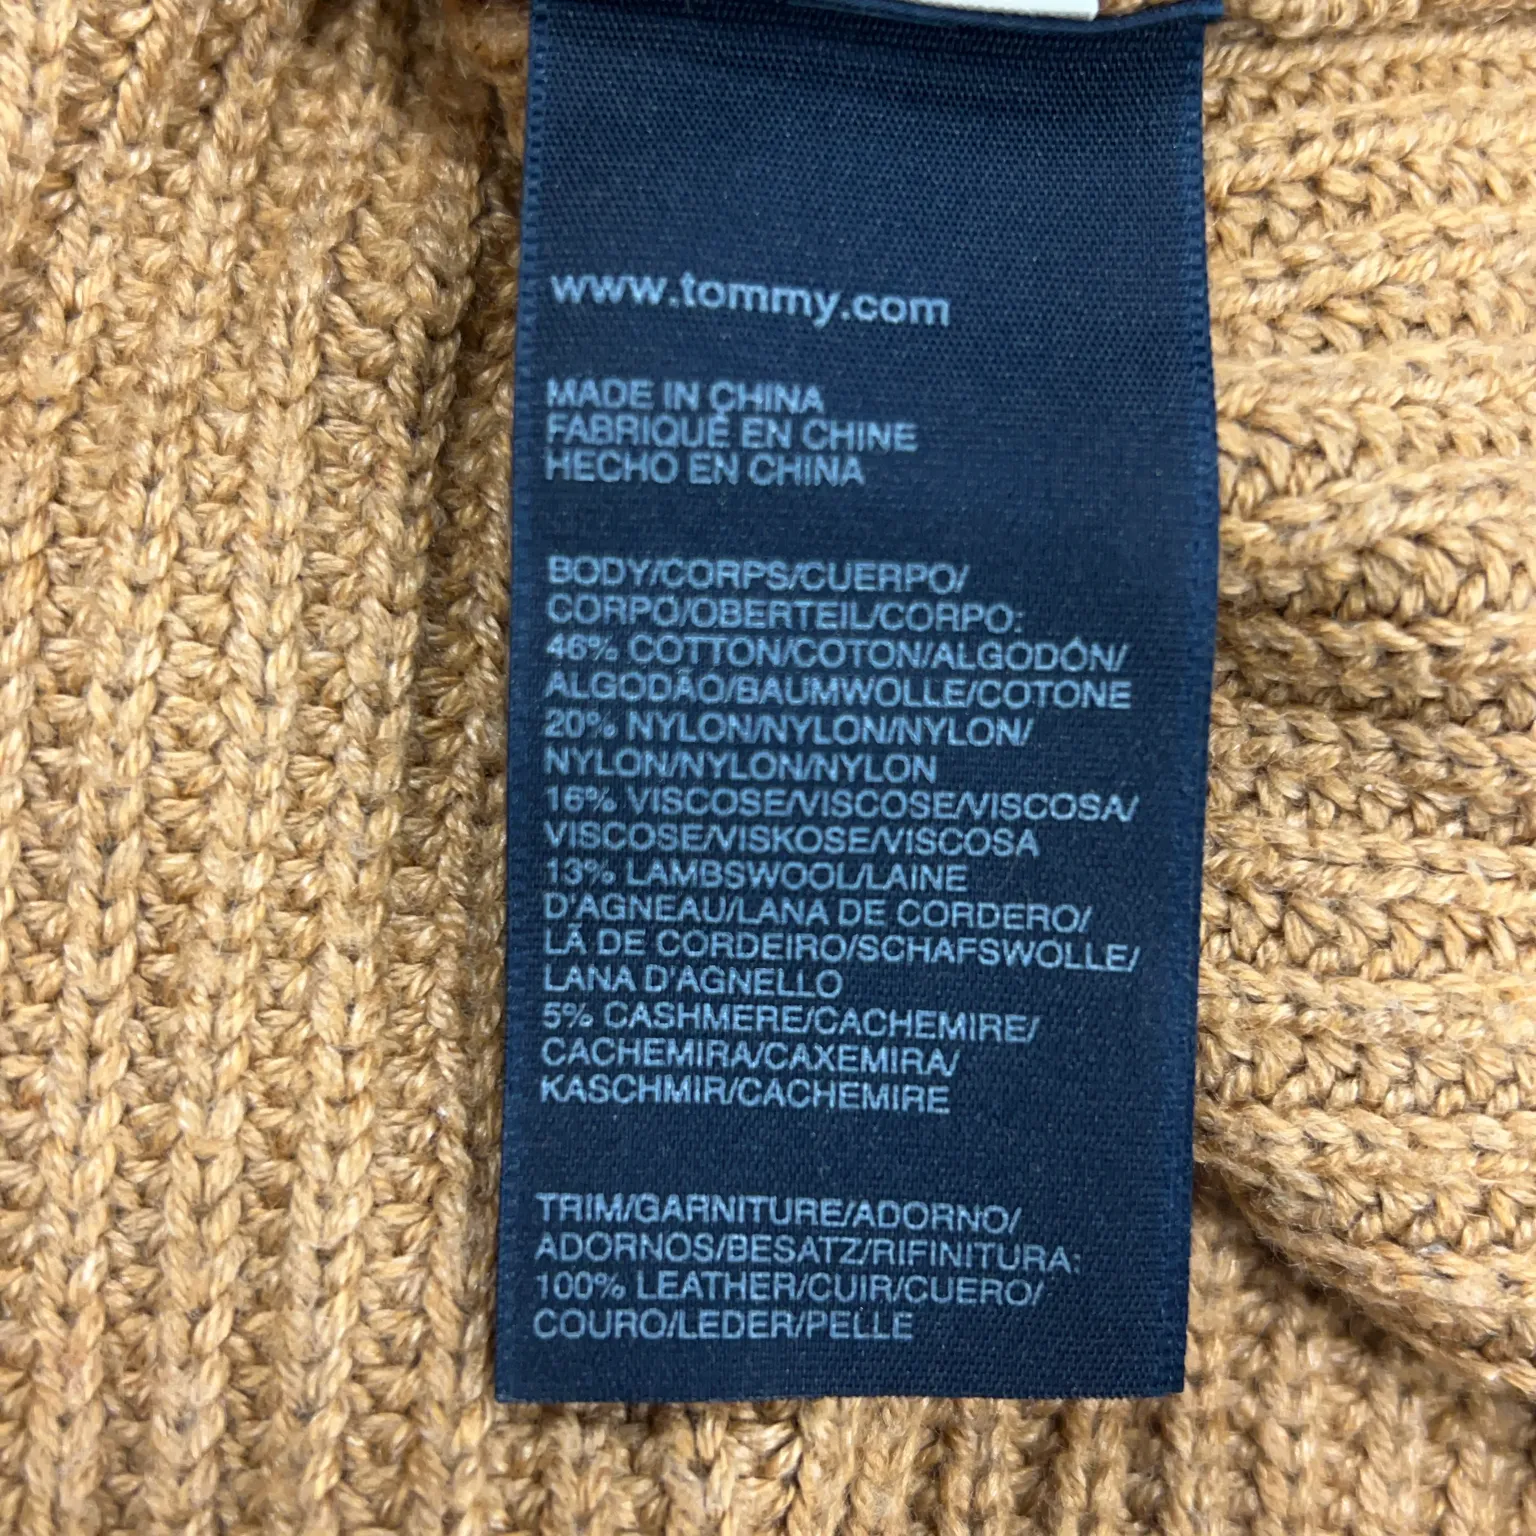 www.tommy.com
MADE IN CHINA
FABRIQUÉ EN CHINE
HECHO EN CHINA
BODY/CORPS/CUERPO/
CORPO/OBERTEIL/CORPO:
46% COTTON/COTON/ALGODÓN/
ALGODÃO/BAUMWOLLE/COTONE
20% NYLON/NYLON/NYLON/
NYLON/NYLON/NYLON
16% VISCOSE/VISCOSE/VISCOSA/
VISCOSE/VISKOSE/VISCOSA
13% LAMBSWOOL/LAINE
D'AGNEAU/LANA DE CORDERO/
LÃ DE CORDEIRO/SCHAFSWOLLE/
LANA D'AGNELLO
5% CASHMERE/CACHEMIRE/
CACHEMIRA/CAXEMIRA/
KASCHMIR/CACHEMIRE
TRIM/GARNITURE/ADORNO/
ADORNOS/BESATZ/RIFINITURA:
100% LEATHER/CUIR/CUERO/
COURO/LEDER/PELLE